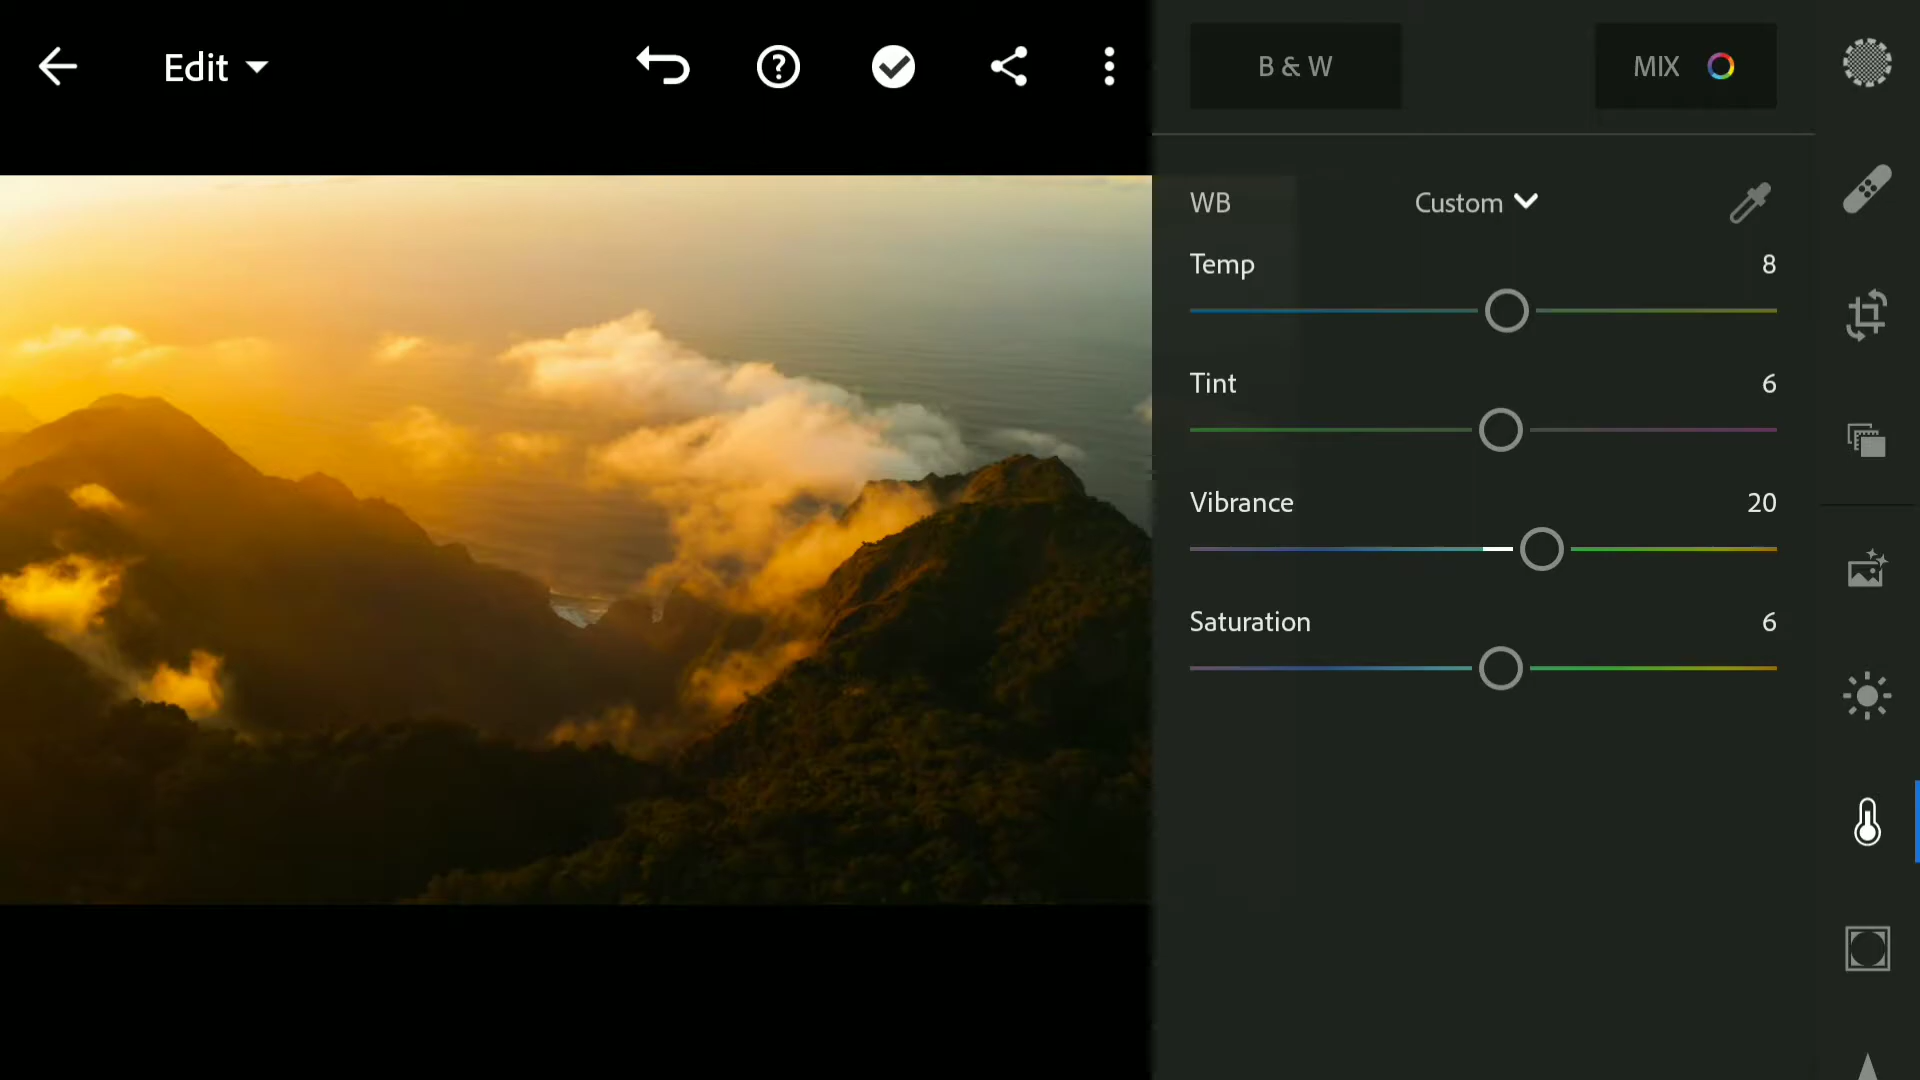 Edit
B & W
MIX
WB
Custom
Temp
8
Tint
6
Vibrance
20
Saturation
6